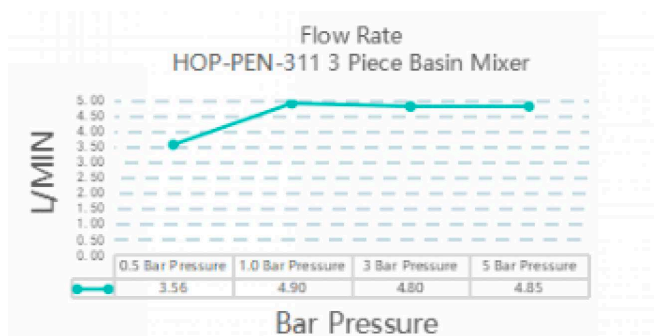 Flow Rate
HOP-PEN-311 3 Piece Basin Mixer
L/MIN
5.00
4.50
4.00
3.50
3.00
2.50
2.00
1.50
1.00
0.50
0.00
0.5 Bar Pressure 1.0 Bar Pressure 3 Bar Pressure 5 Bar Pressure
3.56 4.90 4.80 4.85
Bar Pressure